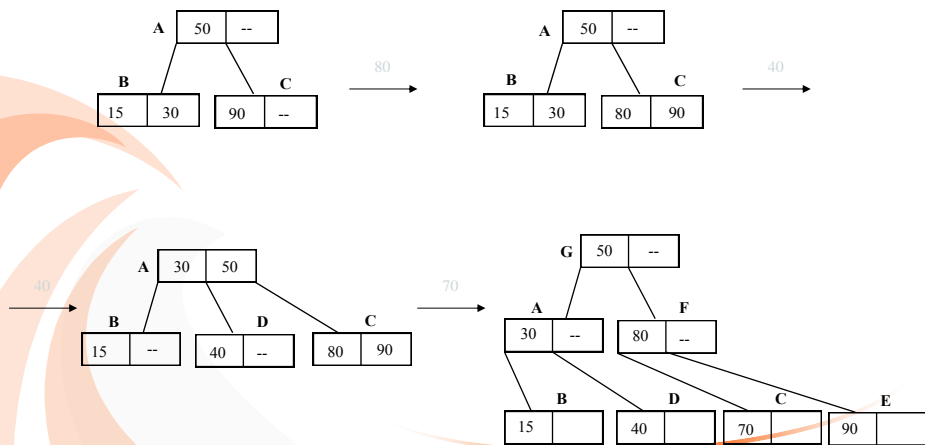 A 50 -- A 50 --
80 40
B C B C
15 30 90 -- 15 30 80 90
G 50 --
A 30 50
40 70
A F
B D C 30 -- 80 --
15 -- 40 -- 80 90
B D C E
15 40 70 90